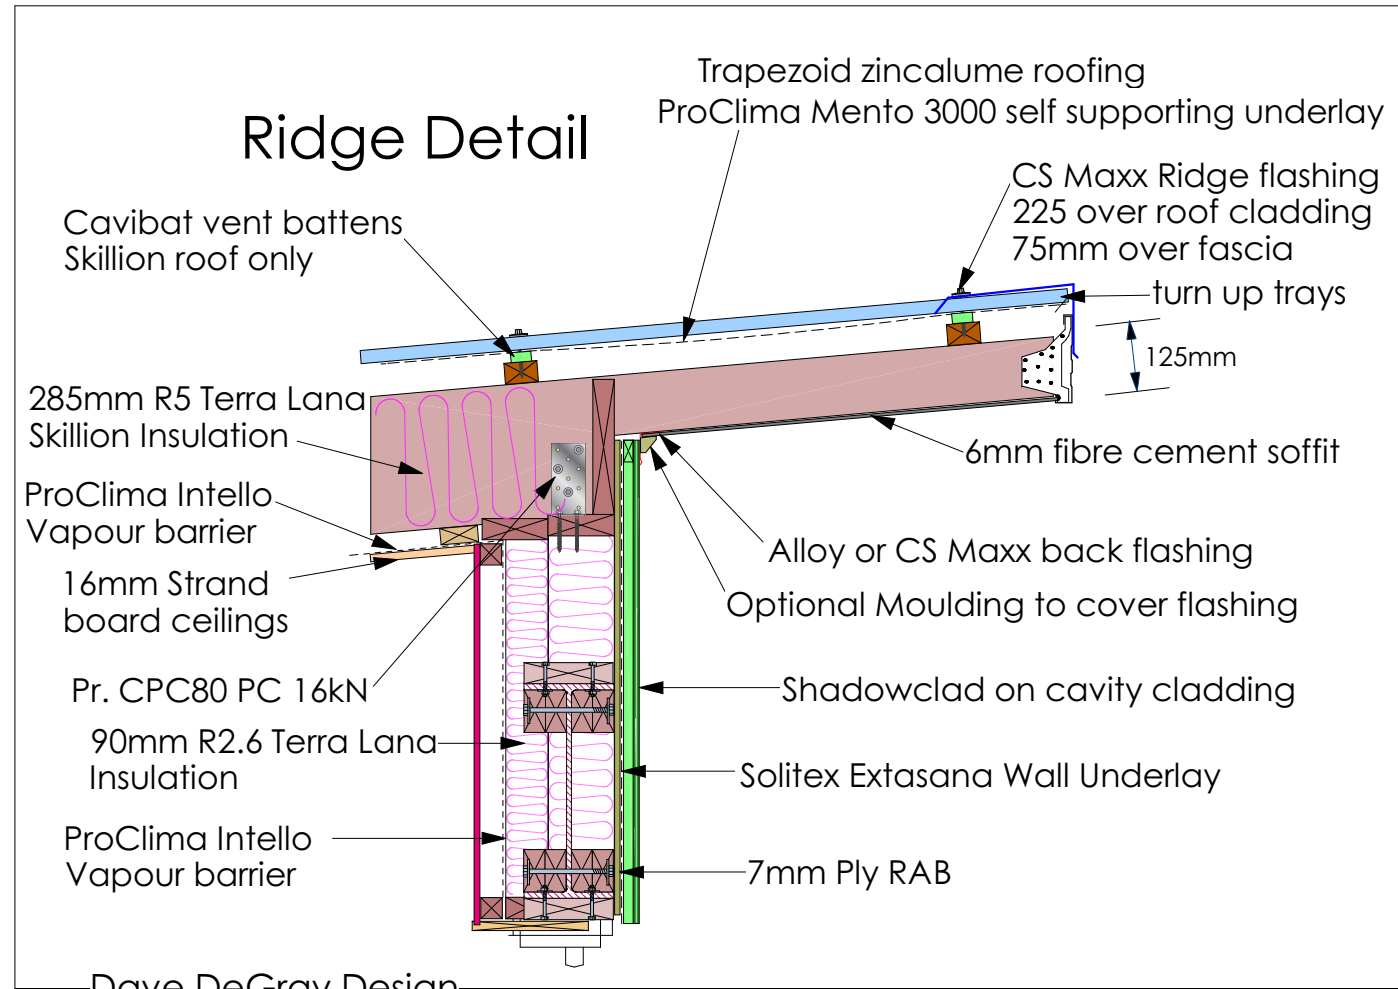 Trapezoid zincalume roofing
ProClima Mento 3000 self supporting underlay
Ridge Detail
CS Maxx Ridge flashing
225 over roof cladding
75mm over fascia
Cavibat vent battens
Skillion roof only
turn up trays
125mm
285mm R5 Terra Lana
Skillion Insulation
6mm fibre cement soffit
ProClima Intello
Vapour barrier
Alloy or CS Maxx back flashing
16mm Strand
board ceilings
Optional Moulding to cover flashing
Pr. CPC80 PC 16kN
Shadowclad on cavity cladding
90mm R2.6 Terra Lana
Insulation
Solitex Extasana Wall Underlay
ProClima Intello
Vapour barrier
7mm Ply RAB
Dave DeGray Design